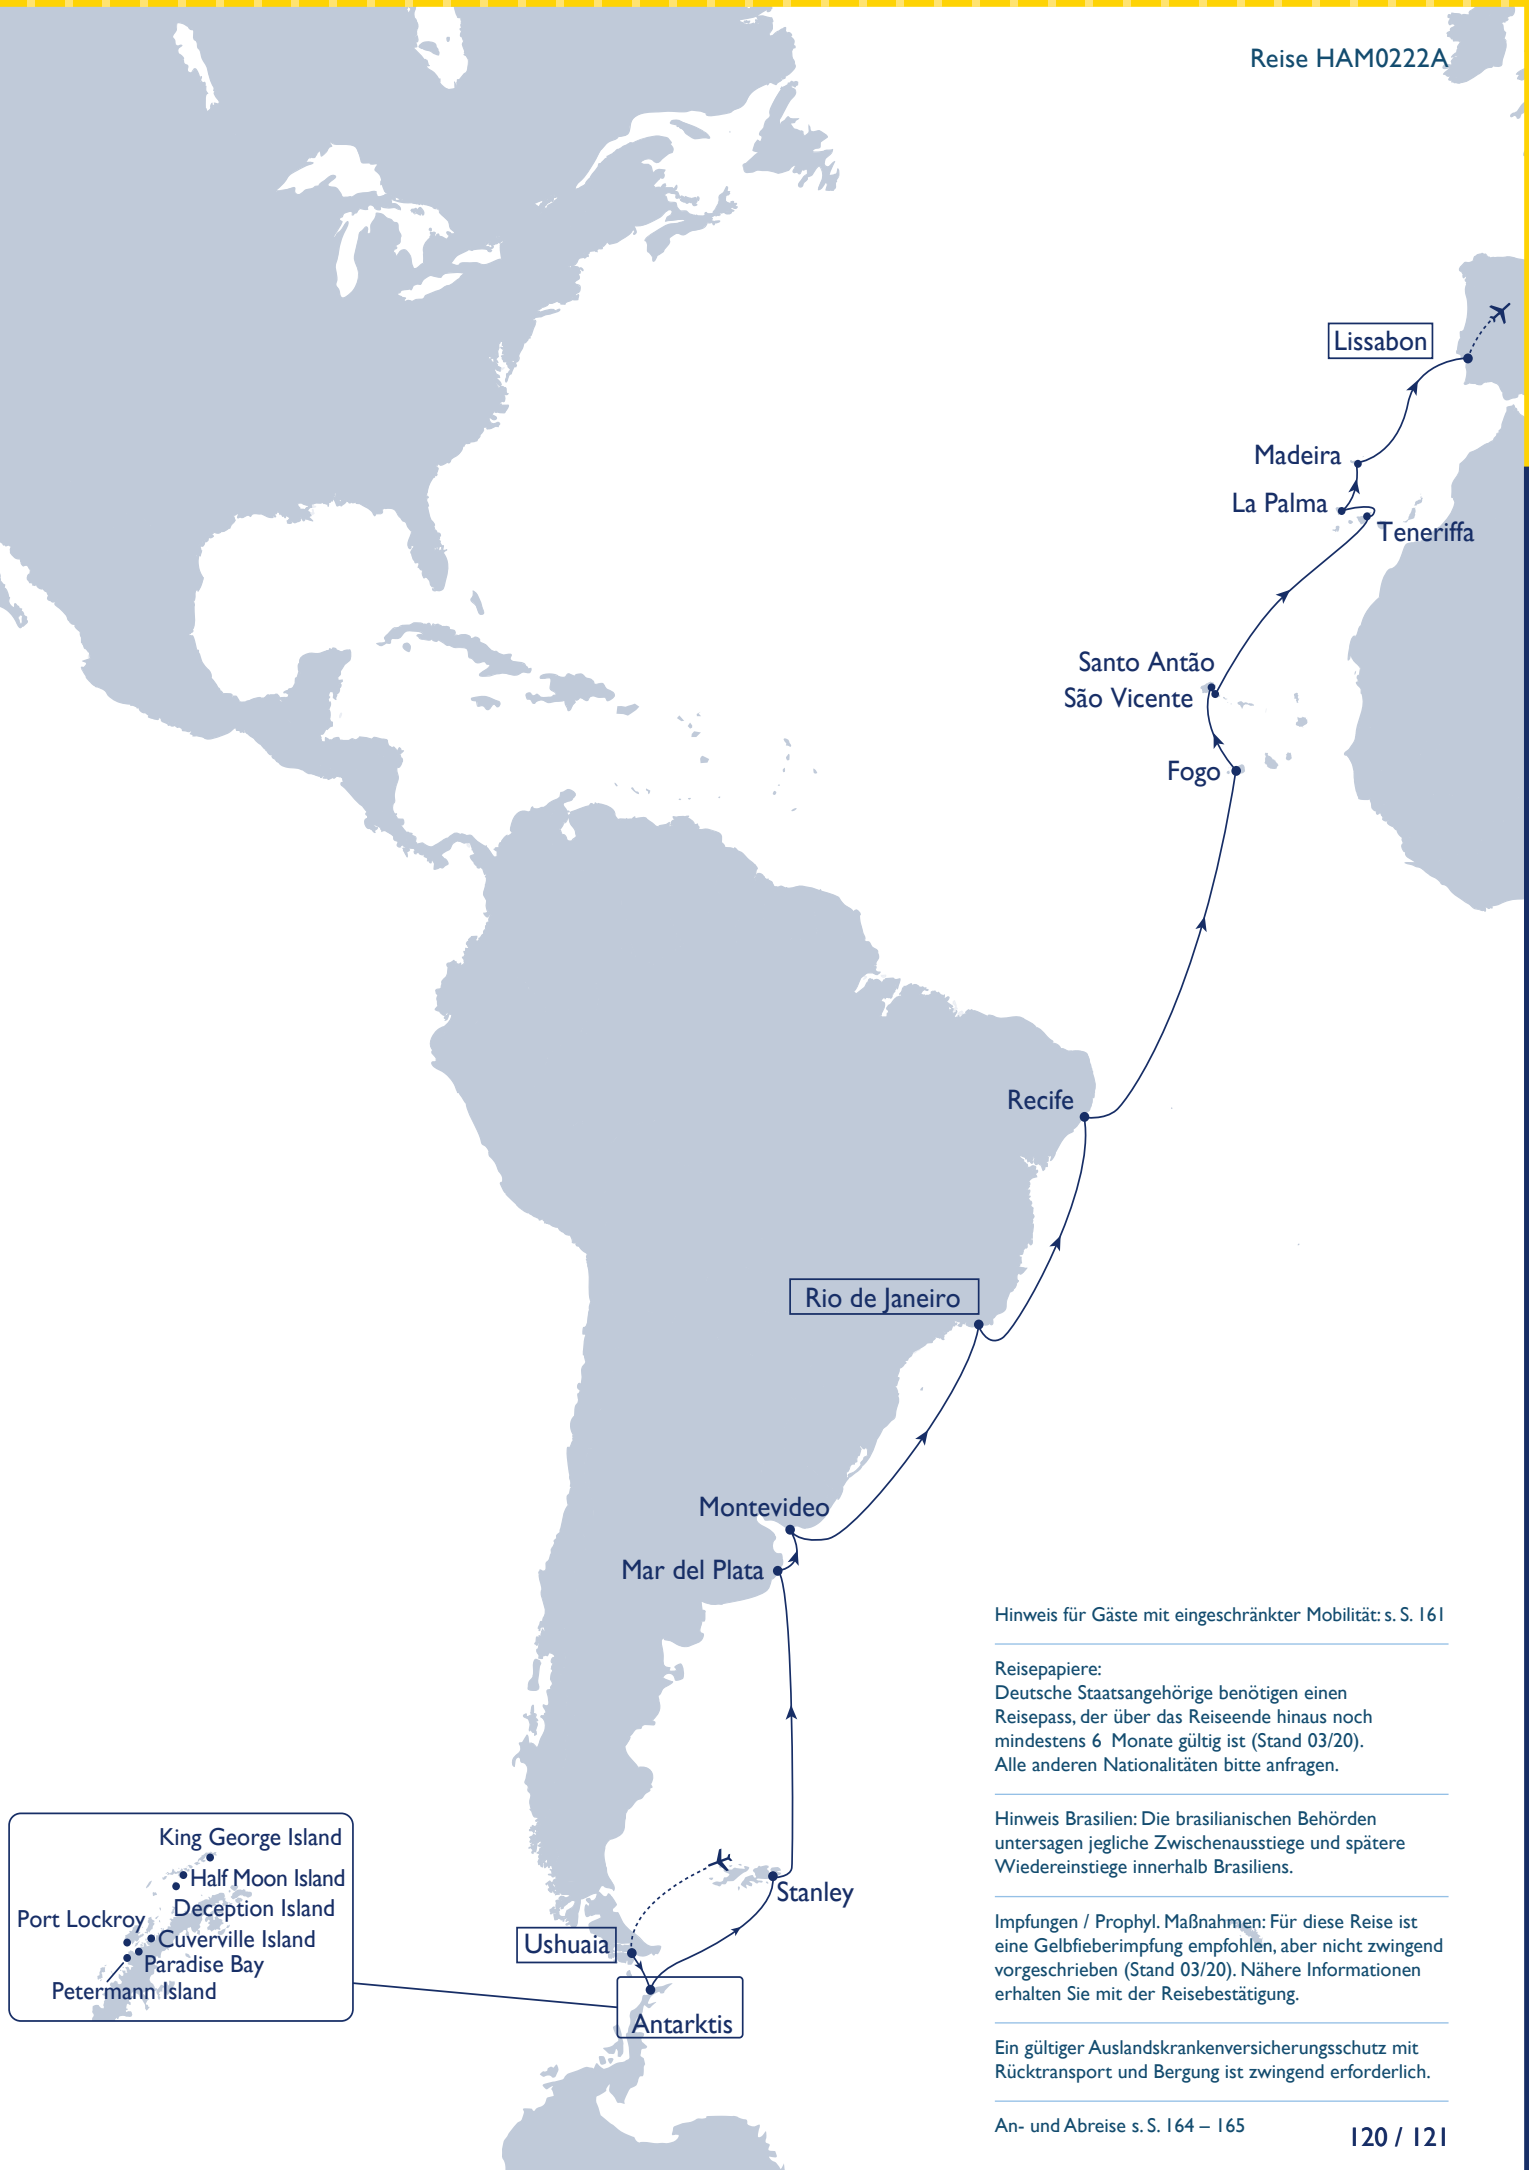 Reise HAM0222A
Lissabon
Madeira
La Palma
Teneriffa
Santo Antão
São Vicente
Fogo
Recife
Rio de Janeiro
Montevideo
Mar del Plata
Stanley
Ushuaia
Antarktis
King George Island
Half Moon Island
Deception Island
Port Lockroy
Cuverville Island
Paradise Bay
Petermann Island
Hinweis für Gäste mit eingeschränkter Mobilität: s. S. 161
Reisepapiere:
Deutsche Staatsangehörige benötigen einen
Reisepass, der über das Reiseende hinaus noch
mindestens 6 Monate gültig ist (Stand 03/20).
Alle anderen Nationalitäten bitte anfragen.
Hinweis Brasilien: Die brasilianischen Behörden
untersagen jegliche Zwischenausstiege und spätere
Wiedereinstiege innerhalb Brasiliens.
Impfungen / Prophyl. Maßnahmen: Für diese Reise ist
eine Gelbfieberimpfung empfohlen, aber nicht zwingend
vorgeschrieben (Stand 03/20). Nähere Informationen
erhalten Sie mit der Reisebestätigung.
Ein gültiger Auslandskrankenversicherungsschutz mit
Rücktransport und Bergung ist zwingend erforderlich.
An- und Abreise s. S. 164 – 165
120 / 121